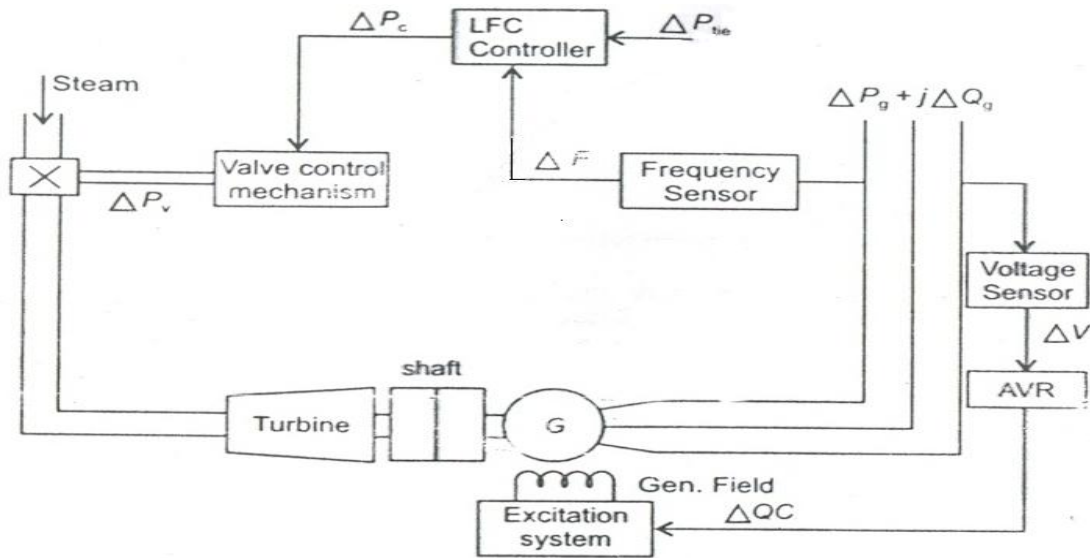 △Pc
LFC
Controller
△Ptie
Steam
△Pg + j△Qg
Valve control
mechanism
△F
Frequency
Sensor
△Pv
Voltage
Sensor
△V
shaft
AVR
Turbine
G
Gen. Field
Excitation
system
△QC